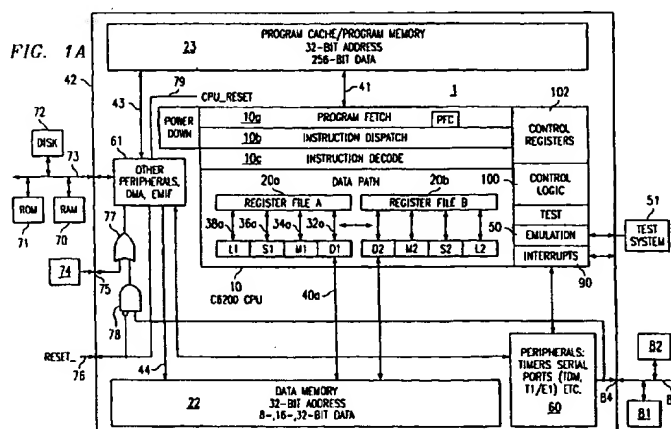 FIG. 1A
42
23
PROGRAM CACHE/PROGRAM MEMORY
32-BIT ADDRESS
256-BIT DATA
79
43
CPU_RESET
41
1
102
72
DISK
73
61
OTHER
PERIPHERALS,
DMA, EMIF
POWER
DOWN
10a
PROGRAM FETCH
PFC
10b
INSTRUCTION DISPATCH
10c
INSTRUCTION DECODE
CONTROL
REGISTERS
20a
DATA PATH
20b
100
CONTROL
LOGIC
REGISTER FILE A
REGISTER FILE B
TEST
EMULATION
INTERRUPTS
51
TEST
SYSTEM
ROM
71
RAM
70
77
38a
36a
34a
32a
50
L1
S1
M1
D1
D2
M2
S2
L2
90
74
75
10
C6200 CPU
40a
78
RESET_
76
44
PERIPHERALS:
TIMERS SERIAL
PORTS (TDM,
T1/E1) ETC.
60
82
84
8
81
22
DATA MEMORY
32-BIT ADDRESS
8-,16-,32-BIT DATA